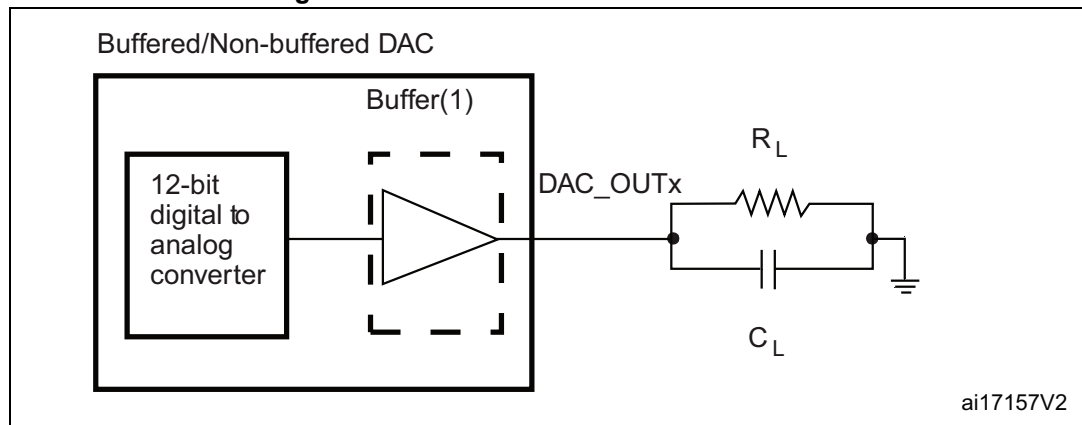 Buffered/Non-buffered DAC
Buffer(1)
12-bit
digital to
analog
converter
DAC_OUTx
R L
C L
ai17157V2